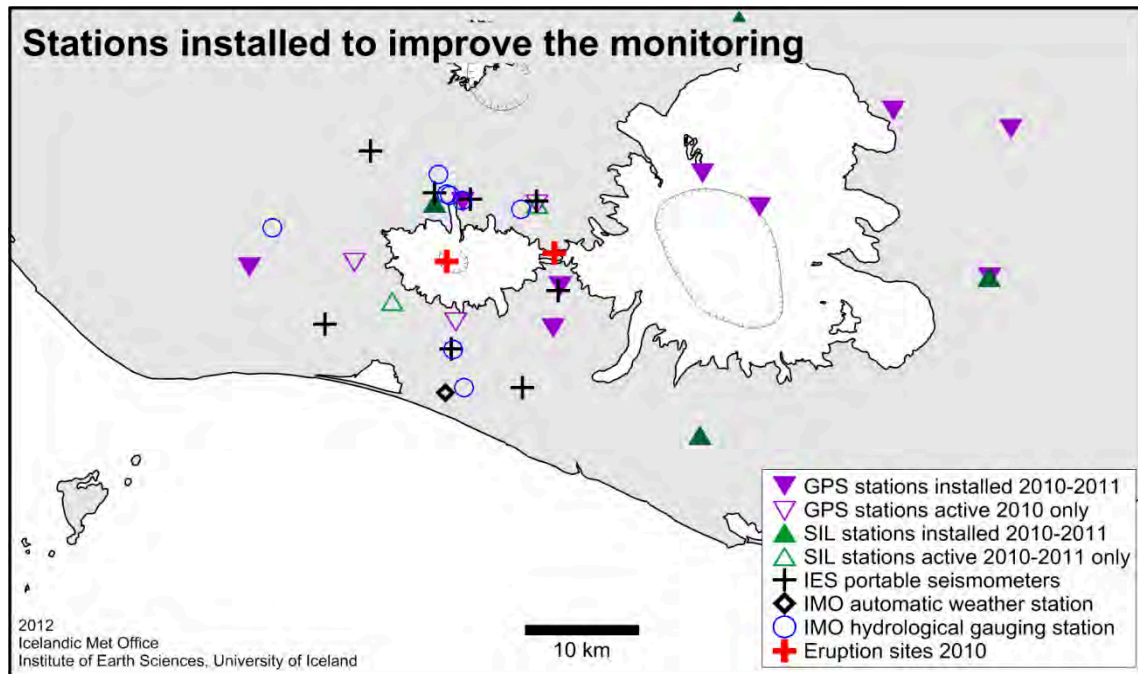 Stations installed to improve the monitoring
GPS stations installed 2010-2011
GPS stations active 2010 only
SIL stations installed 2010-2011
SIL stations active 2010-2011 only
IES portable seismometers
IMO automatic weather station
IMO hydrological gauging station
Eruption sites 2010
2012
Icelandic Met Office
Institute of Earth Sciences, University of Iceland
10 km